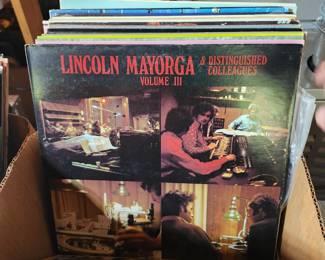 LINCOLN MAYORGA & DISTINGUISHED
COLLEAGUES
VOLUME III